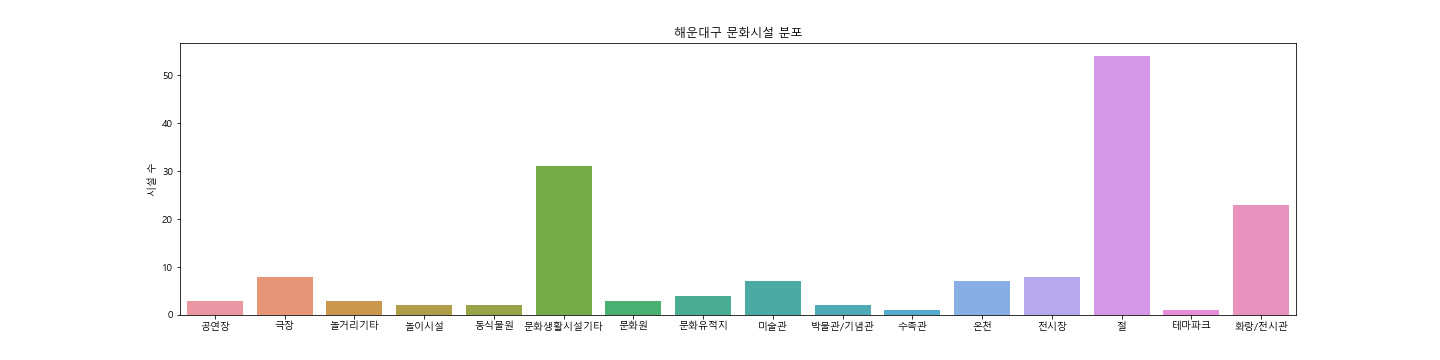 해운대구 문화시설 분포
시설 수
50
40
30
20
10
0
공연장 극장 놀거리기타 놀이시설 동식물원 문화생활시설기타 문화원 문화유적지 미술관 박물관/기념관 수족관 온천 전시장 절 테마파크 화랑/전시관